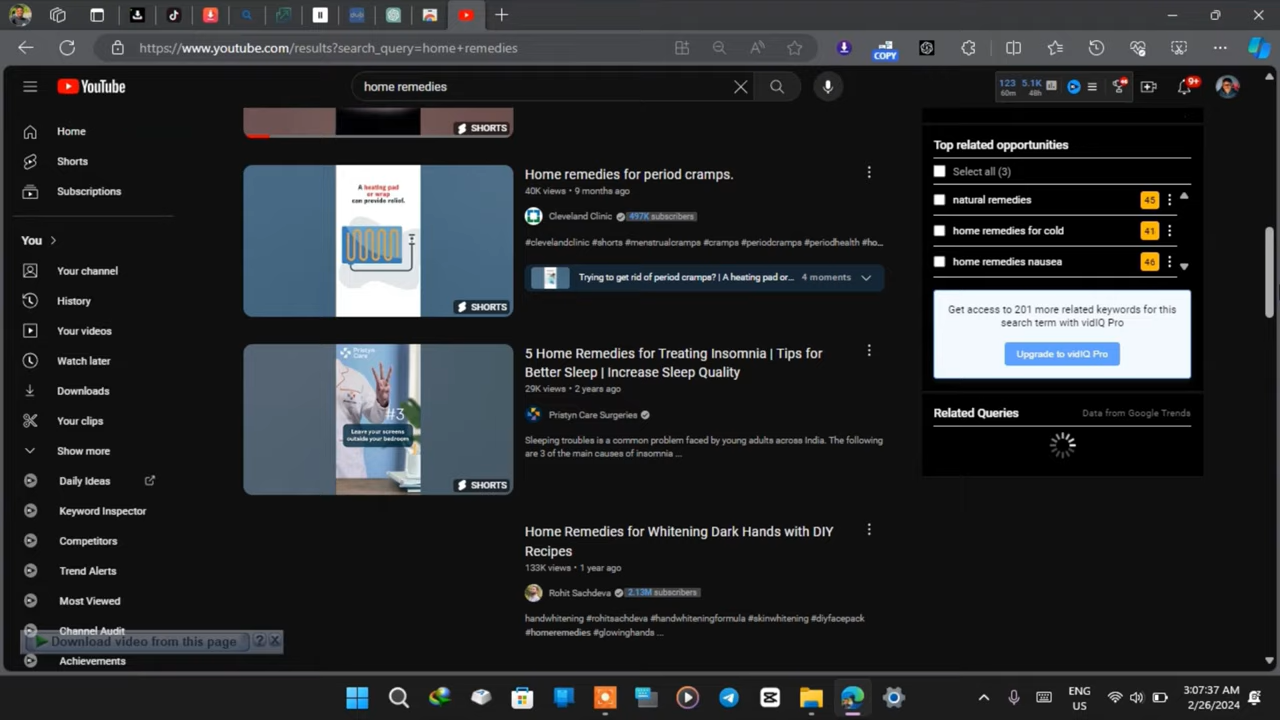 https://www.youtube.com/results?search_query=home+remedies
COPY
YouTube
home remedies
123 5.1K
60m 48h
9+
Home
Shorts
Subscriptions
You
Your channel
History
Your videos
Watch later
Downloads
Your clips
Show more
Daily Ideas
Keyword Inspector
Competitors
Trend Alerts
Most Viewed
Channel Audit
Download video from this page ? X
Achievements
SHORTS
A heating pad
or wrap
can provide relief.
SHORTS
Home remedies for period cramps.
40K views • 9 months ago
Cleveland Clinic 497K subscribers
#clevelandclinic #shorts #menstrualcramps #cramps #periodcramps #periodhealth #ho...
Trying to get rid of period cramps? | A heating pad or... 4 moments
Pristyn
Care
#3
Leave your screens
outside your bedroom
SHORTS
5 Home Remedies for Treating Insomnia | Tips for
Better Sleep | Increase Sleep Quality
29K views • 2 years ago
Pristyn Care Surgeries
Sleeping troubles is a common problem faced by young adults across India. The following
are 3 of the main causes of insomnia ...
Home Remedies for Whitening Dark Hands with DIY
Recipes
133K views • 1 year ago
Rohit Sachdeva 2.13M subscribers
handwhitening #rohitsachdeva #handwhiteningformula #skinwhitening #diyfacepack
#homeremedies #glowinghands ...
Top related opportunities
Select all (3)
natural remedies 45
home remedies for cold 41
home remedies nausea 46
Get access to 201 more related keywords for this
search term with vidIQ Pro
Upgrade to vidIQ Pro
Related Queries Data from Google Trends
ENG
US
3:07:37 AM
2/26/2024